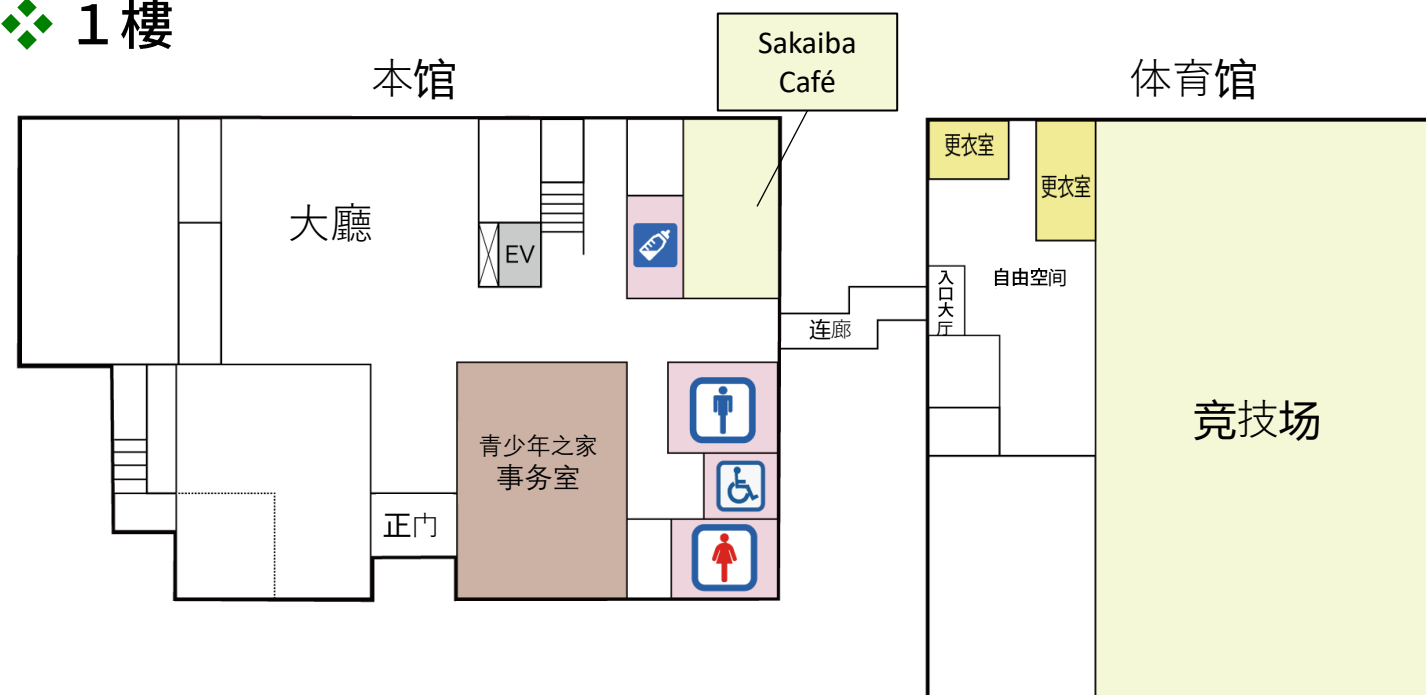 1樓
Sakaiba
Café
本馆
体育馆
更衣室
更衣室
大廳
EV
自由空间
入口大厅
连廊
竞技场
青少年之家
事务室
正门